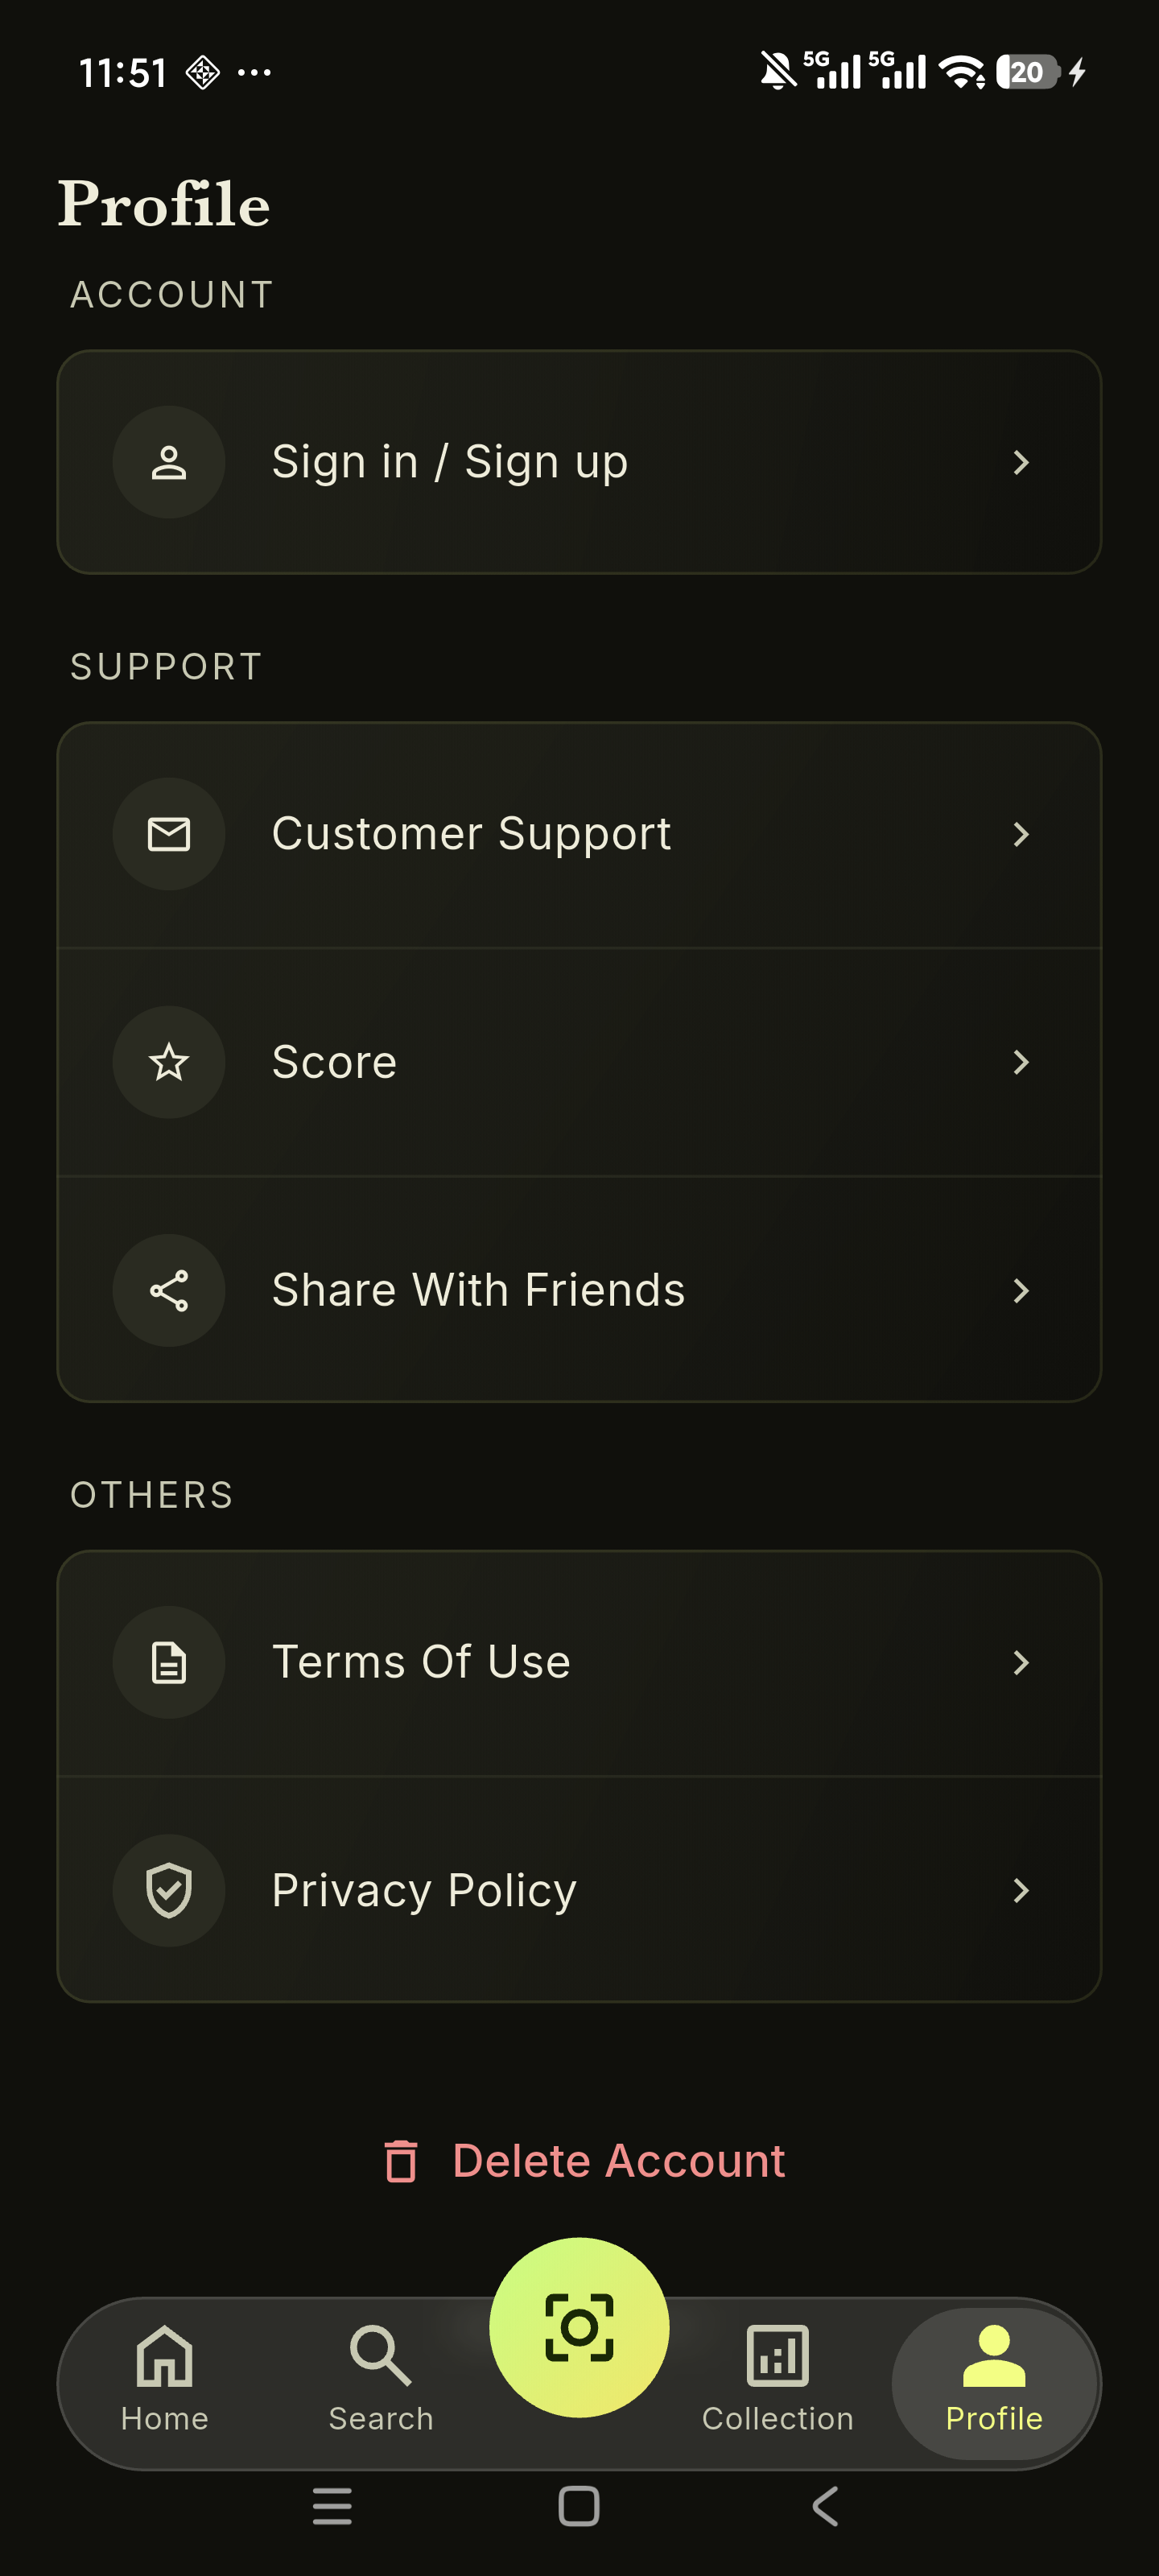 11:51
5G 5G 20
Profile
ACCOUNT
Sign in / Sign up
SUPPORT
Customer Support
Score
Share With Friends
OTHERS
Terms Of Use
Privacy Policy
Delete Account
Home Search Collection Profile